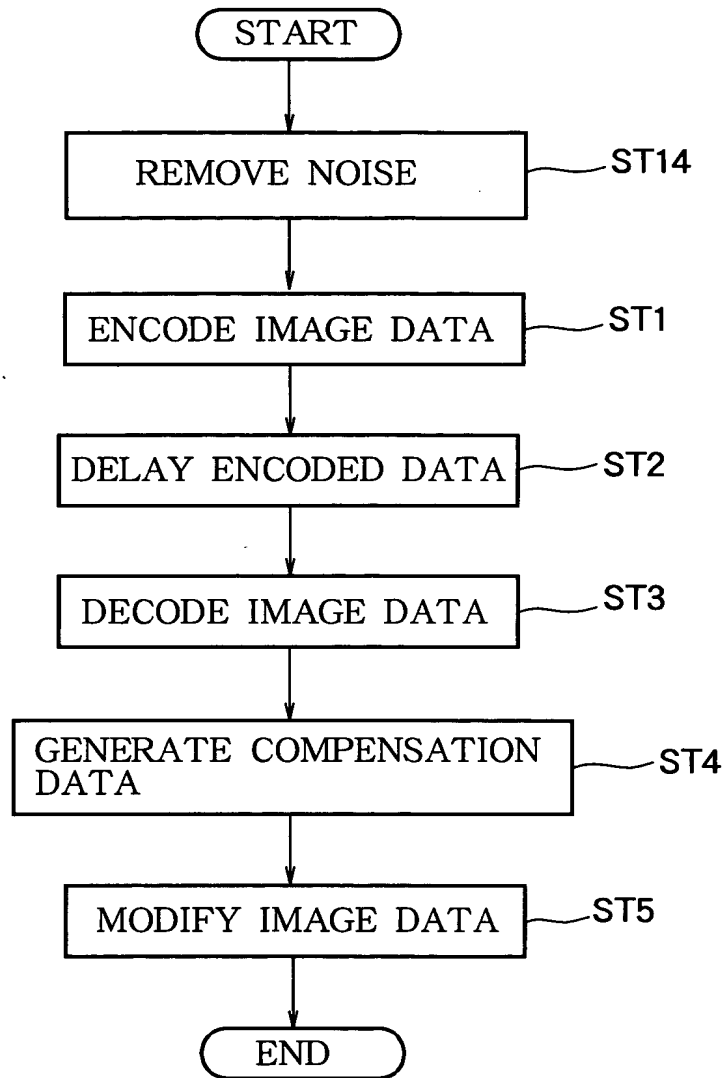 START
REMOVE NOISE
ST14
ENCODE IMAGE DATA
ST1
DELAY ENCODED DATA
ST2
DECODE IMAGE DATA
ST3
GENERATE COMPENSATION
DATA
ST4
MODIFY IMAGE DATA
ST5
END